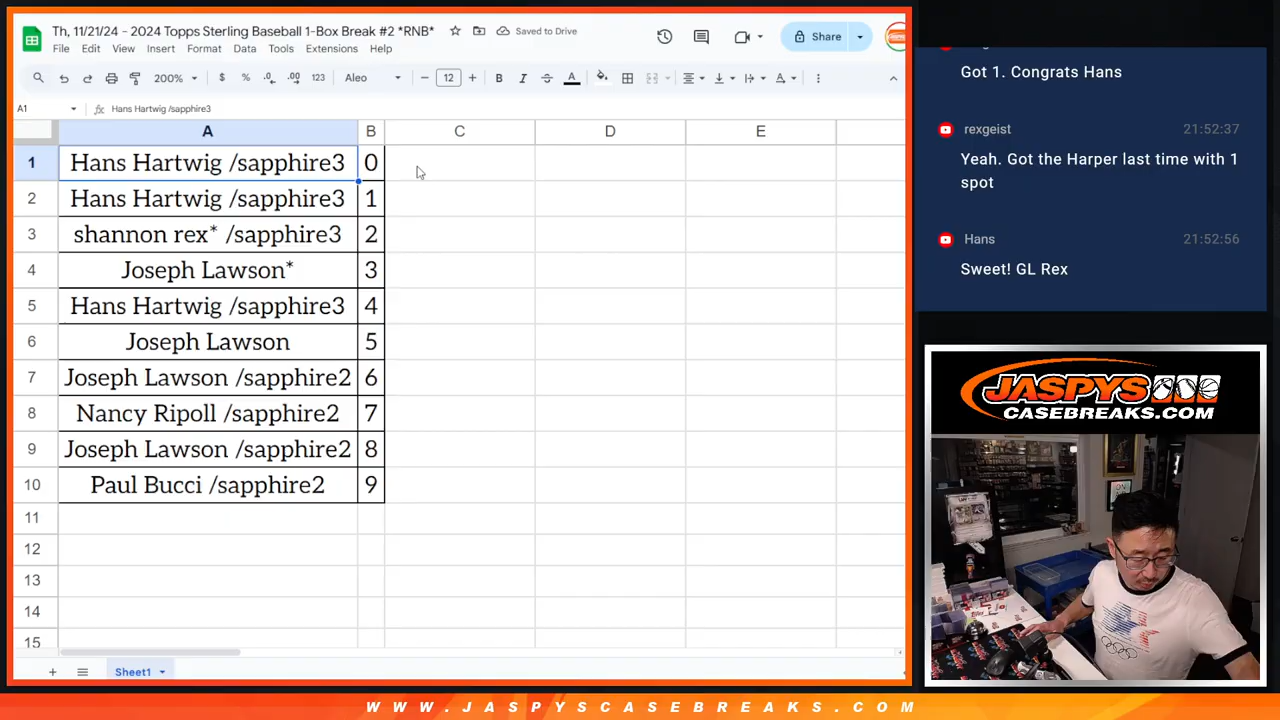 Th, 11/21/24 - 2024 Topps Sterling Baseball 1-Box Break #2 *RNB*
Saved to Drive
File Edit View Insert Format Data Tools Extensions Help
Share
200% $ % .0 .00 123 Aleo 12 B I A
A1 fx Hans Hartwig /sapphire3
A B C D E
1 Hans Hartwig /sapphire3 0
2 Hans Hartwig /sapphire3 1
3 shannon rex* /sapphire3 2
4 Joseph Lawson* 3
5 Hans Hartwig /sapphire3 4
6 Joseph Lawson 5
7 Joseph Lawson /sapphire2 6
8 Nancy Ripoll /sapphire2 7
9 Joseph Lawson /sapphire2 8
10 Paul Bucci /sapphire2 9
11
12
13
14
15
Sheet1
Got 1. Congrats Hans
rexgeist 21:52:37
Yeah. Got the Harper last time with 1
spot
Hans 21:52:56
Sweet! GL Rex
JASPYS
CASEBREAKS.COM
WWW.JASPYSCASEBREAKS.COM